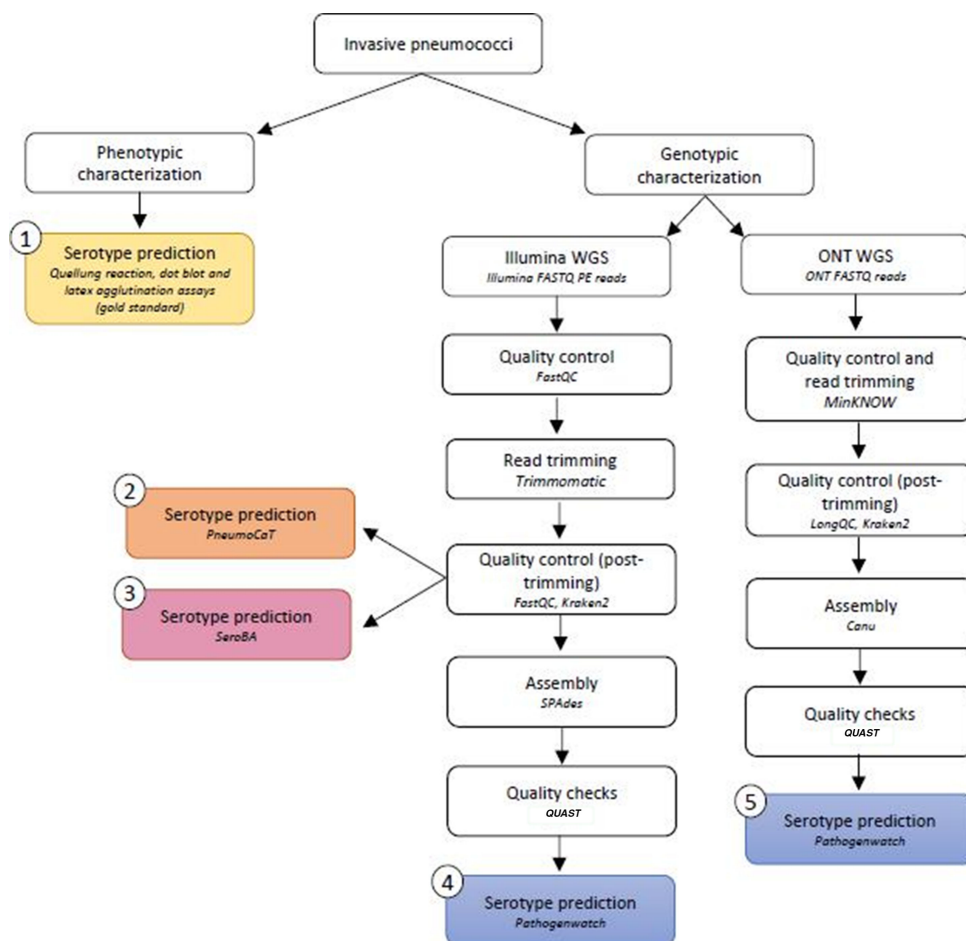 Invasive pneumococci
Phenotypic
characterization
Genotypic
characterization
1
Serotype prediction
Quellung reaction, dot blot and
latex agglutination assays
(gold standard)
Illumina WGS
Illumina FASTQ PE reads
ONT WGS
ONT FASTQ reads
Quality control
FastQC
Quality control and
read trimming
MinKNOW
Read trimming
Trimmomatic
2
Serotype prediction
PneumoCaT
Quality control (post-
trimming)
LongQC, Kraken2
Quality control (post-
trimming)
FastQC, Kraken2
3
Serotype prediction
SeroBA
Assembly
Canu
Assembly
SPAdes
Quality checks
QUAST
Quality checks
QUAST
5
Serotype prediction
Pathogenwatch
4
Serotype prediction
Pathogenwatch